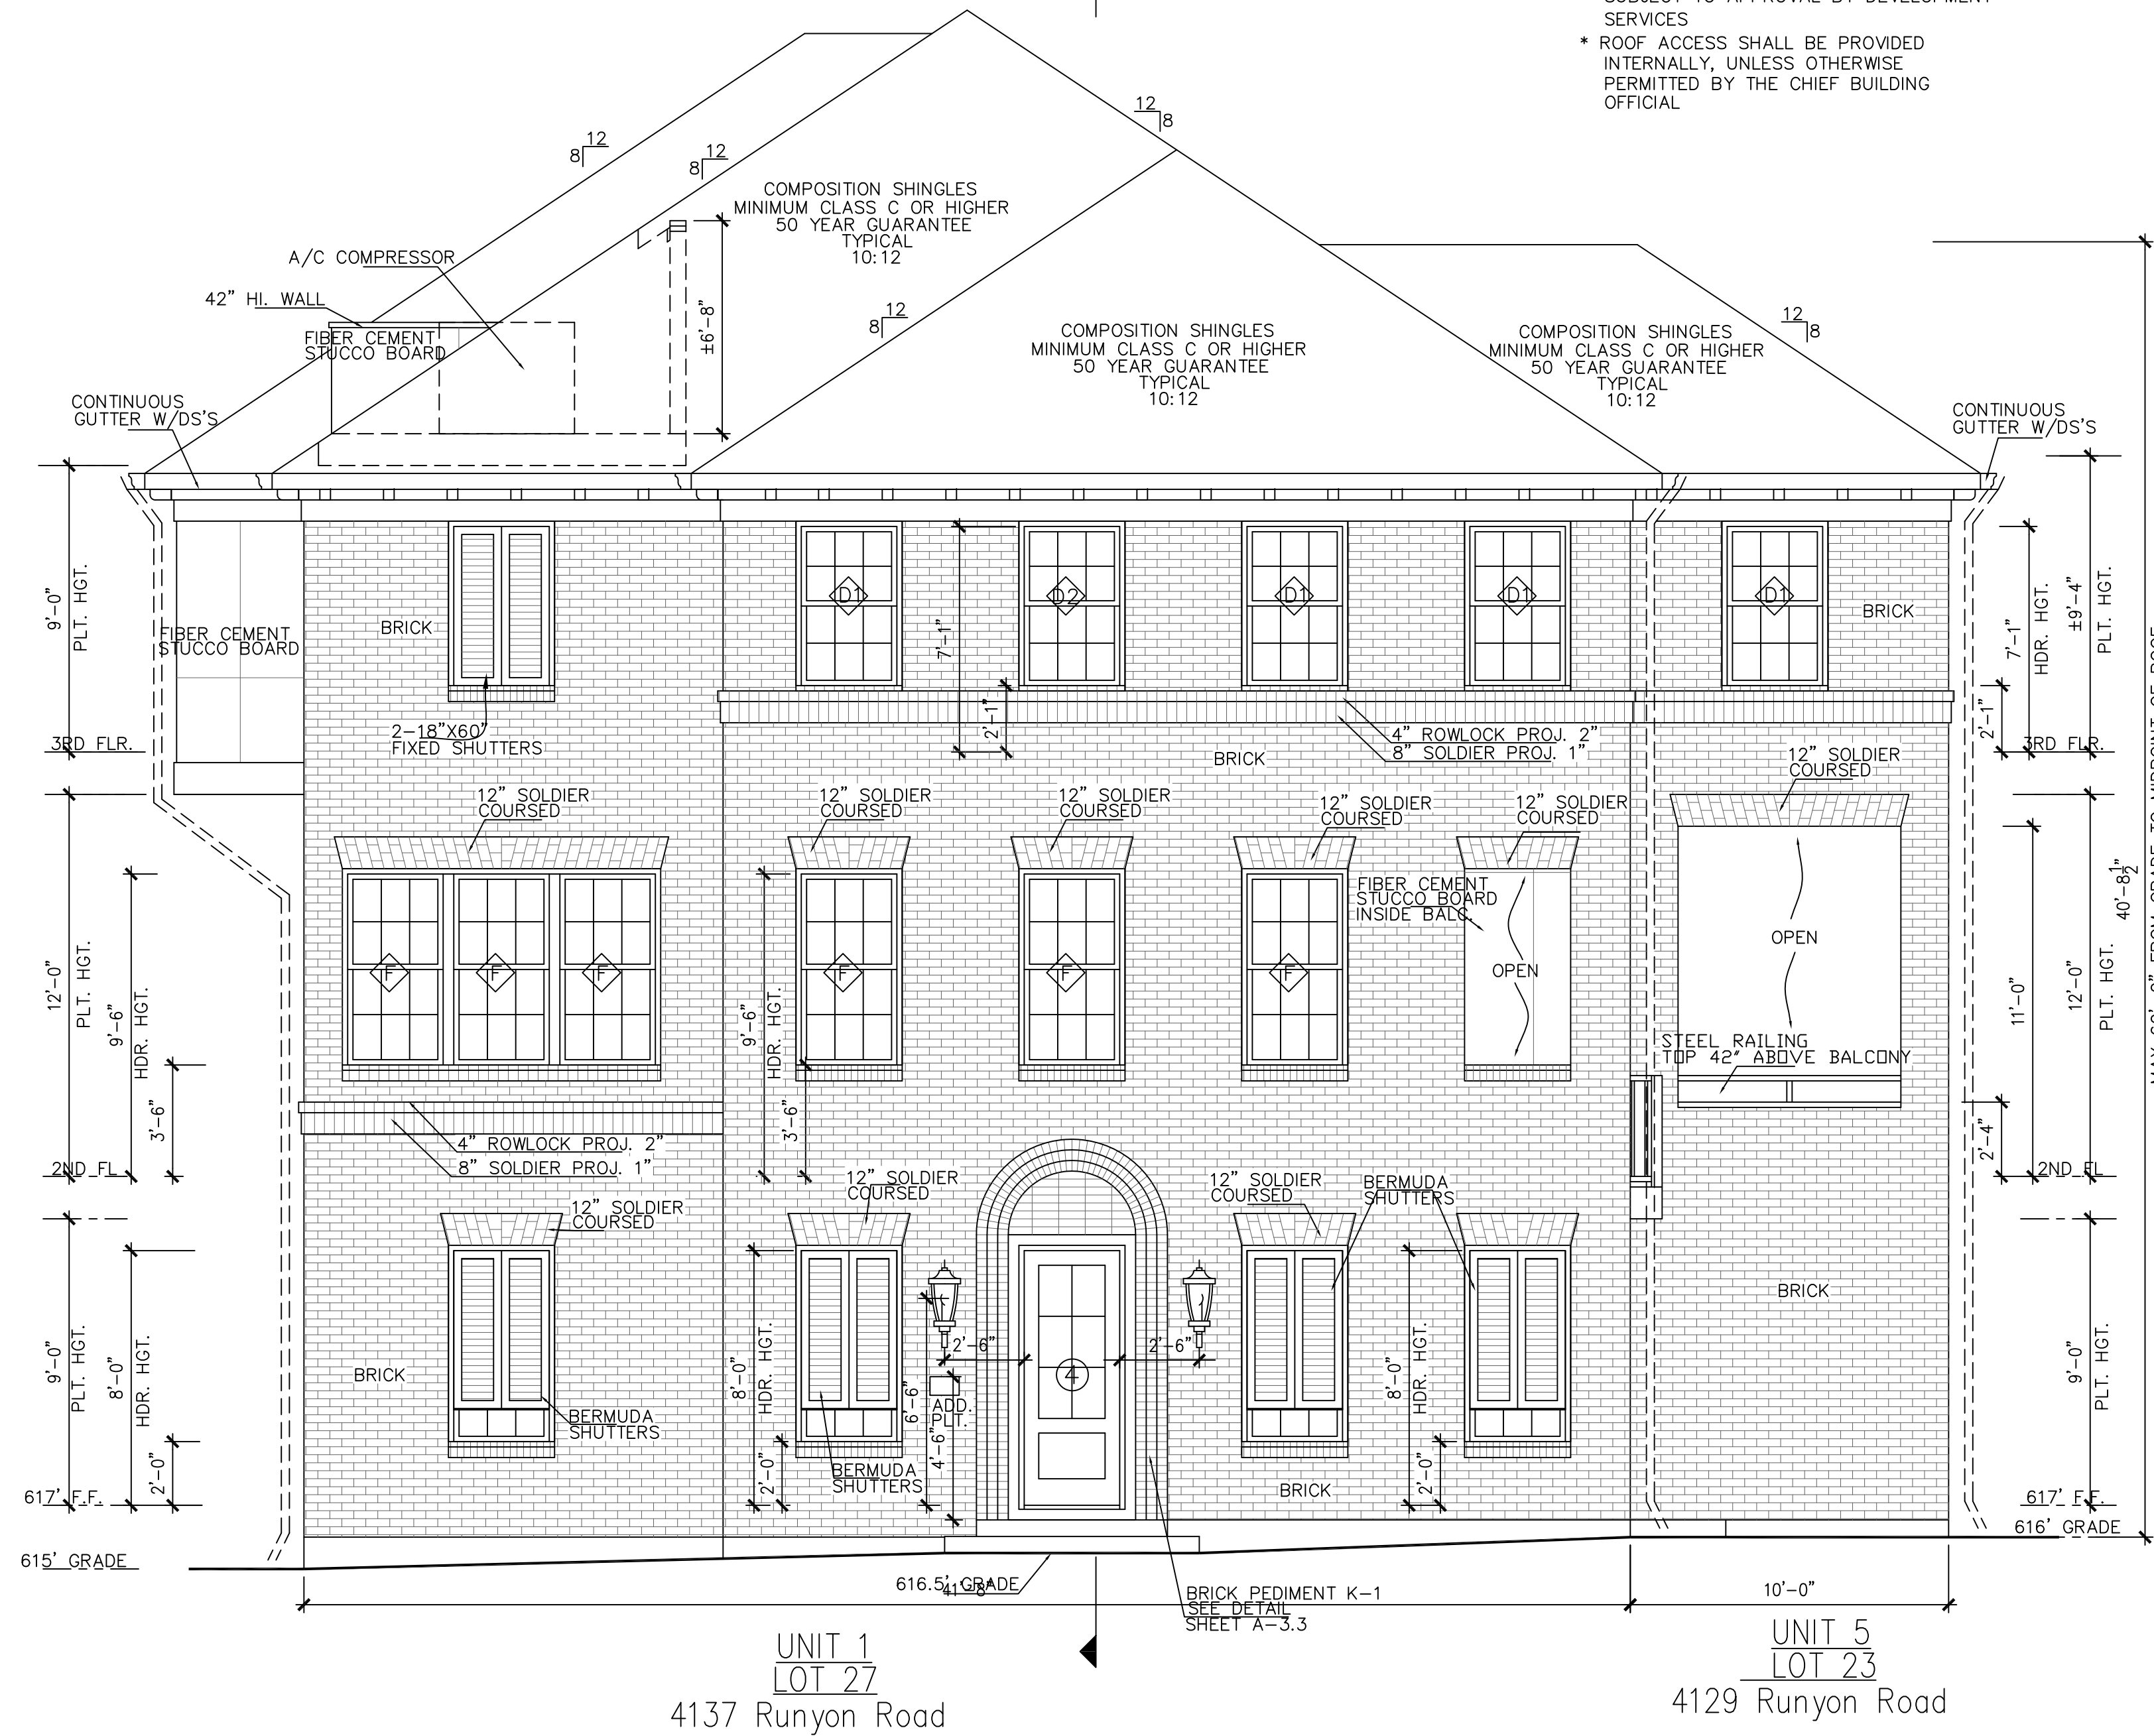 SERVICES
* ROOF ACCESS SHALL BE PROVIDED
INTERNALLY, UNLESS OTHERWISE
PERMITTED BY THE CHIEF BUILDING
OFFICIAL
12
8
12
8
12
8
COMPOSITION SHINGLES
MINIMUM CLASS C OR HIGHER
50 YEAR GUARANTEE
TYPICAL
10:12
A/C COMPRESSOR
42" HI. WALL
FIBER CEMENT
STUCCO BOARD
±6'-8"
12
8
COMPOSITION SHINGLES
MINIMUM CLASS C OR HIGHER
50 YEAR GUARANTEE
TYPICAL
10:12
COMPOSITION SHINGLES
MINIMUM CLASS C OR HIGHER
50 YEAR GUARANTEE
TYPICAL
10:12
12
8
CONTINUOUS
GUTTER W/DS'S
CONTINUOUS
GUTTER W/DS'S
9'-0"
PLT. HGT.
FIBER CEMENT
STUCCO BOARD
BRICK
D1
D2
D1
D1
D1
BRICK
7'-1"
2'-1"
7'-1"
HDR. HGT.
±9'-4"
PLT. HGT.
2'-1"
2-18"X60"
FIXED SHUTTERS
3RD FLR.
3RD FLR.
4" ROWLOCK PROJ. 2"
8" SOLDIER PROJ. 1"
BRICK
12" SOLDIER
COURSED
12" SOLDIER
COURSED
12" SOLDIER
COURSED
12" SOLDIER
COURSED
12" SOLDIER
COURSED
12" SOLDIER
COURSED
12'-0"
PLT. HGT.
9'-6"
HDR. HGT.
3'-6"
F
F
F
F
F
F
9'-6"
HDR. HGT.
3'-6"
FIBER CEMENT
STUCCO BOARD
INSIDE BALC.
OPEN
OPEN
STEEL RAILING
TOP 42" ABOVE BALCONY
11'-0"
12'-0"
PLT. HGT.
40'-8 1/2"
2'-4"
4" ROWLOCK PROJ. 2"
8" SOLDIER PROJ. 1"
2ND FL
2ND FL
12" SOLDIER
COURSED
12" SOLDIER
COURSED
12" SOLDIER
COURSED
BERMUDA
SHUTTERS
9'-0"
PLT. HGT.
8'-0"
HDR. HGT.
2'-0"
BRICK
BERMUDA
SHUTTERS
8'-0"
HDR. HGT.
2'-0"
BERMUDA
SHUTTERS
6'-6"
4'-6"
ADD.
PLT.
2'-6"
2'-6"
4
8'-0"
HDR. HGT.
2'-0"
BRICK
BRICK
9'-0"
PLT. HGT.
617' F.F.
617' F.F.
615' GRADE
616' GRADE
616.5' GRADE
41'-8"
10'-0"
BRICK PEDIMENT K-1
SEE DETAIL
SHEET A-3.3
UNIT 1
LOT 27
4137 Runyon Road
UNIT 5
LOT 23
4129 Runyon Road